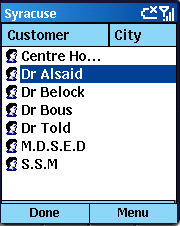 Syracuse
Customer City
Centre Ho...
Dr Alsaid
Dr Belock
Dr Bous
Dr Told
M.D.S.E.D
S.S.M
Done Menu